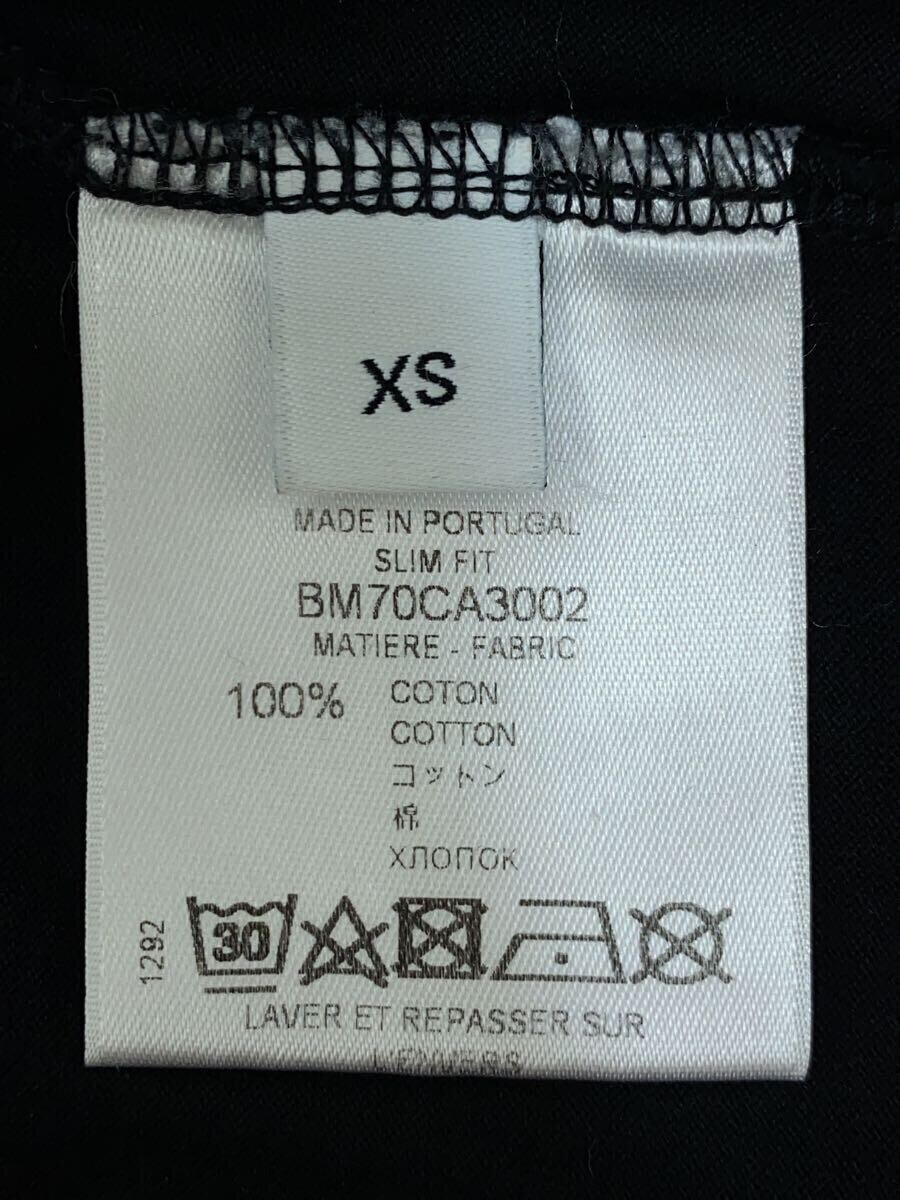 XS
MADE IN PORTUGAL
SLIM FIT
BM70CA3002
MATIERE - FABRIC
100% COTON
COTTON
コットン
棉
ХЛОПОК
1292
30
LAVER ET REPASSER SUR
L'ENVERS